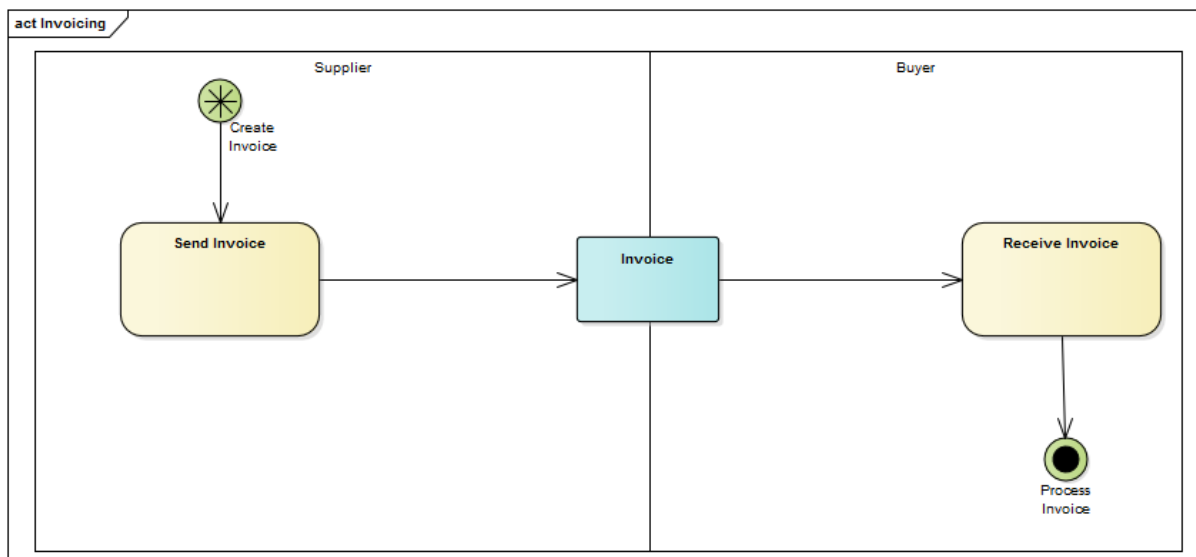 act Invoicing
Supplier
Buyer
Create
Invoice
Send Invoice
Invoice
Receive Invoice
Process
Invoice